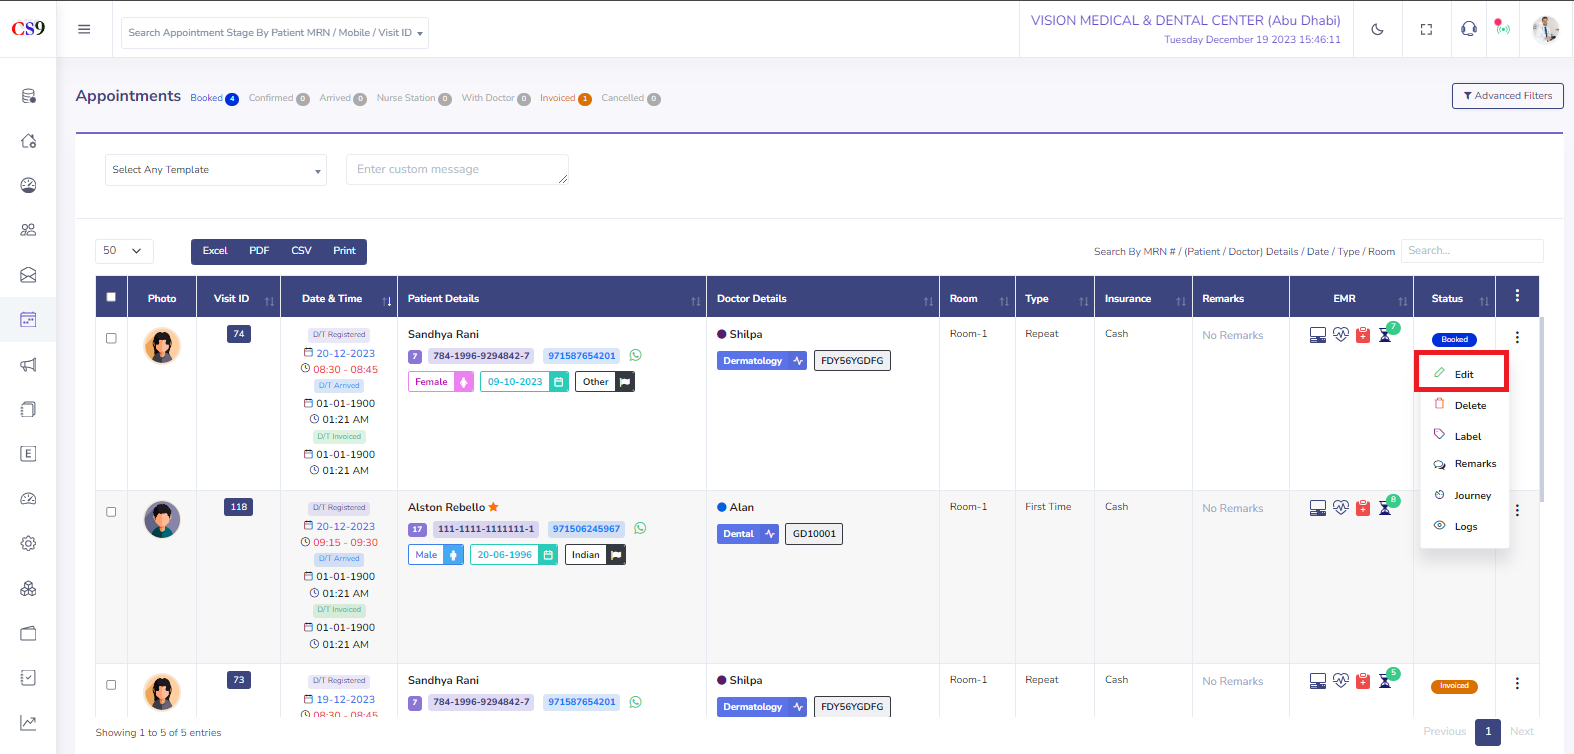 CS9
Search Appointment Stage By Patient MRN / Mobile / Visit ID
VISION MEDICAL & DENTAL CENTER (Abu Dhabi)
Tuesday December 19 2023 15:46:11
Appointments Booked 4 Confirmed 0 Arrived 0 Nurse Station 0 With Doctor 0 Invoiced 1 Cancelled 0
Advanced Filters
Select Any Template
Enter custom message
50 Excel PDF CSV Print
Search By MRN # / (Patient / Doctor) Details / Date / Type / Room Search...
Photo Visit ID Date & Time Patient Details Doctor Details Room Type Insurance Remarks EMR Status
74
D/T Registered
20-12-2023
08:30 - 08:45
D/T Arrived
01-01-1900
01:21 AM
D/T Invoiced
01-01-1900
01:21 AM
Sandhya Rani
7 784-1996-9294842-7 971587654201
Female 09-10-2023 Other
Shilpa
Dermatology FDY56YGDFG
Room-1
Repeat
Cash
No Remarks
7
Booked
Edit
Delete
Label
Remarks
Journey
Logs
118
D/T Registered
20-12-2023
09:15 - 09:30
D/T Arrived
01-01-1900
01:21 AM
D/T Invoiced
01-01-1900
01:21 AM
Alston Rebello
17 111-1111-1111111-1 971506245967
Male 20-06-1996 Indian
Alan
Dental GD10001
Room-1
First Time
Cash
No Remarks
8
73
D/T Registered
19-12-2023
08:30 - 08:45
Sandhya Rani
7 784-1996-9294842-7 971587654201
Shilpa
Dermatology FDY56YGDFG
Room-1
Repeat
Cash
No Remarks
5
Invoiced
E
Showing 1 to 5 of 5 entries
Previous 1 Next